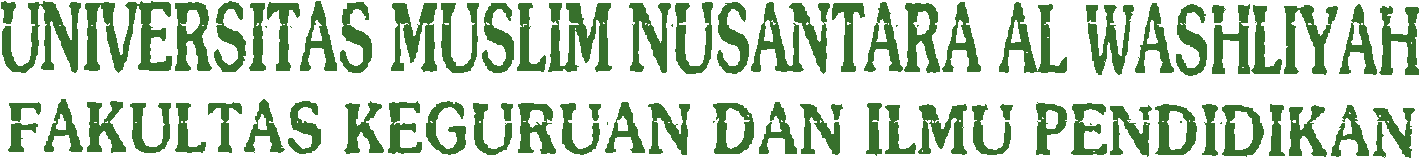 UNIVERSITAS MUSLIM NUSANTARA AL WASHLIYAH
FAKULTAS KEGURUAN DAN ILMU PENDIDIKAN